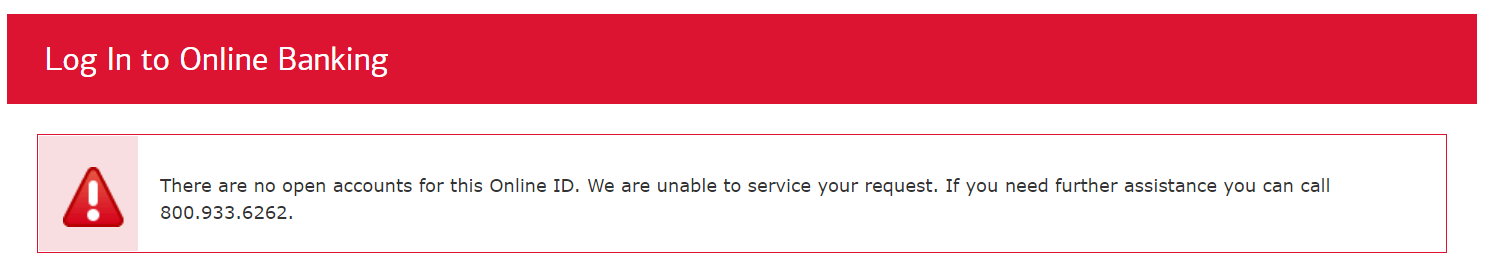 Log In to Online Banking
There are no open accounts for this Online ID. We are unable to service your request. If you need further assistance you can call
800.933.6262.